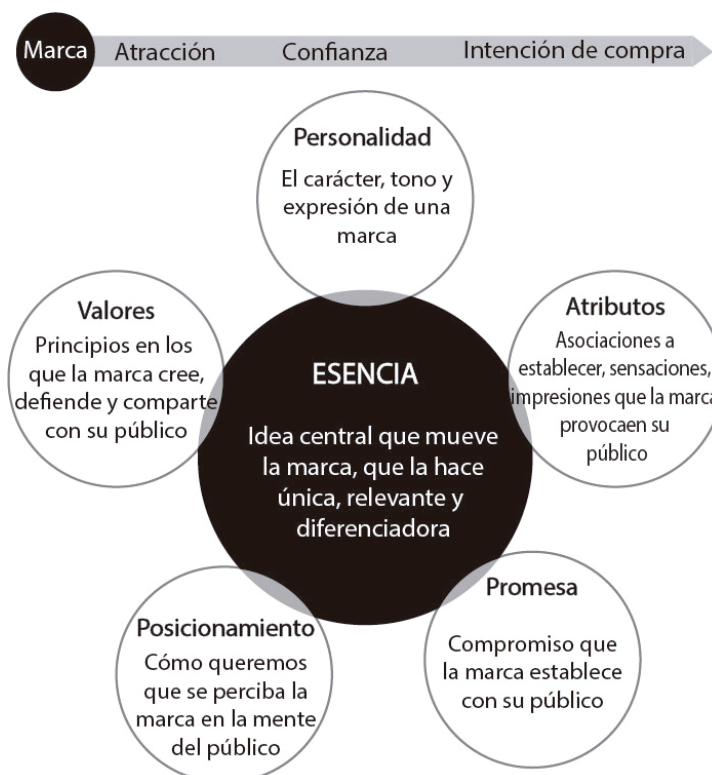 Marca Atracción Confianza Intención de compra
Personalidad
El carácter, tono y
expresión de una
marca
Valores
Principios en los
que la marca cree,
defiende y comparte
con su público
Atributos
Asociaciones a
establecer, sensaciones,
impresiones que la marca
provocaen su
público
ESENCIA
Idea central que mueve
la marca, que la hace
única, relevante y
diferenciadora
Posicionamiento
Cómo queremos
que se perciba la
marca en la mente
del público
Promesa
Compromiso que
la marca establece
con su público